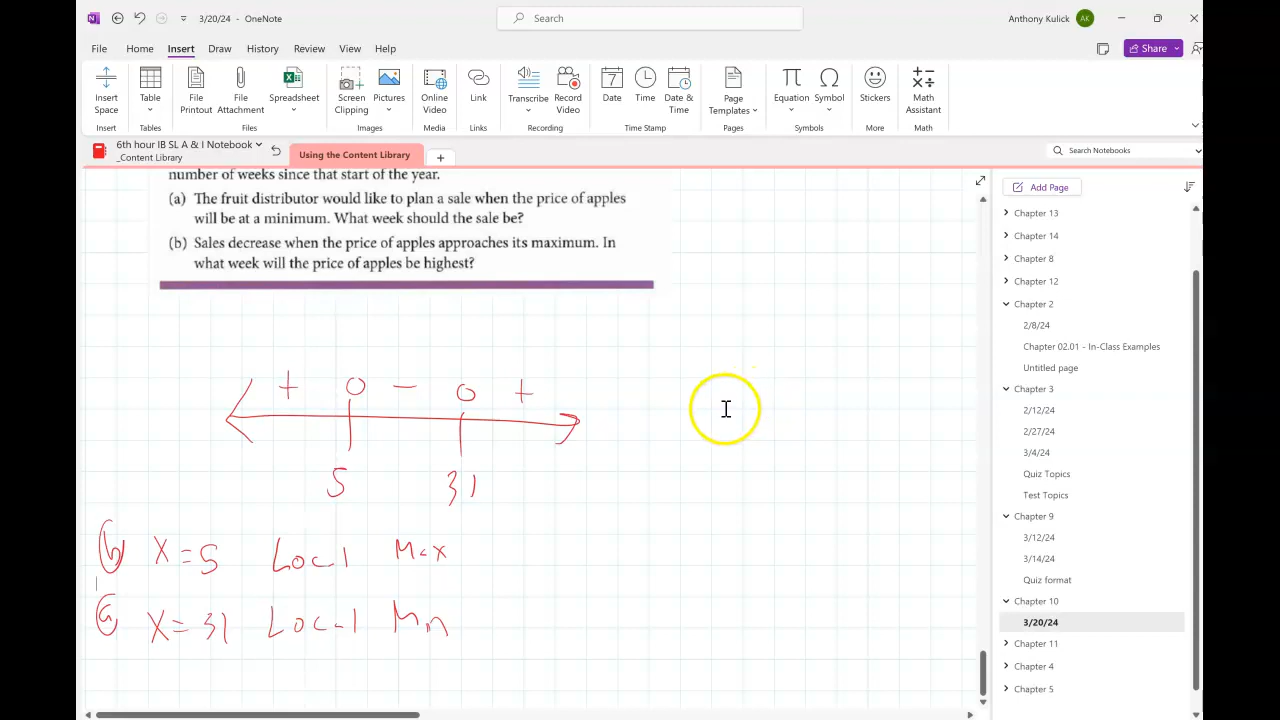 3/20/24 - OneNote
Search
Anthony Kulick
AK
File Home Insert Draw History Review View Help
Share
Insert Space
Table
File Printout
File Attachment
Spreadsheet
Screen Clipping
Pictures
Online Video
Link
Transcribe
Record Video
Date
Time
Date & Time
Page Templates
Equation
Symbol
Stickers
Math Assistant
Insert Tables Files Images Media Links Recording Time Stamp Pages Symbols More Math
6th hour IB SL A & I Notebook
_Content Library
Using the Content Library
Search Notebooks
number of weeks since that start of the year.
(a) The fruit distributor would like to plan a sale when the price of apples
will be at a minimum. What week should the sale be?
(b) Sales decrease when the price of apples approaches its maximum. In
what week will the price of apples be highest?
+ 0 - 0 +
5 31
(b) X = 5 Local Max
(a) X = 31 Local Min
Add Page
Chapter 13
Chapter 14
Chapter 8
Chapter 12
Chapter 2
2/8/24
Chapter 02.01 - In-Class Examples
Untitled page
Chapter 3
2/12/24
2/27/24
3/4/24
Quiz Topics
Test Topics
Chapter 9
3/12/24
3/14/24
Quiz format
Chapter 10
3/20/24
Chapter 11
Chapter 4
Chapter 5